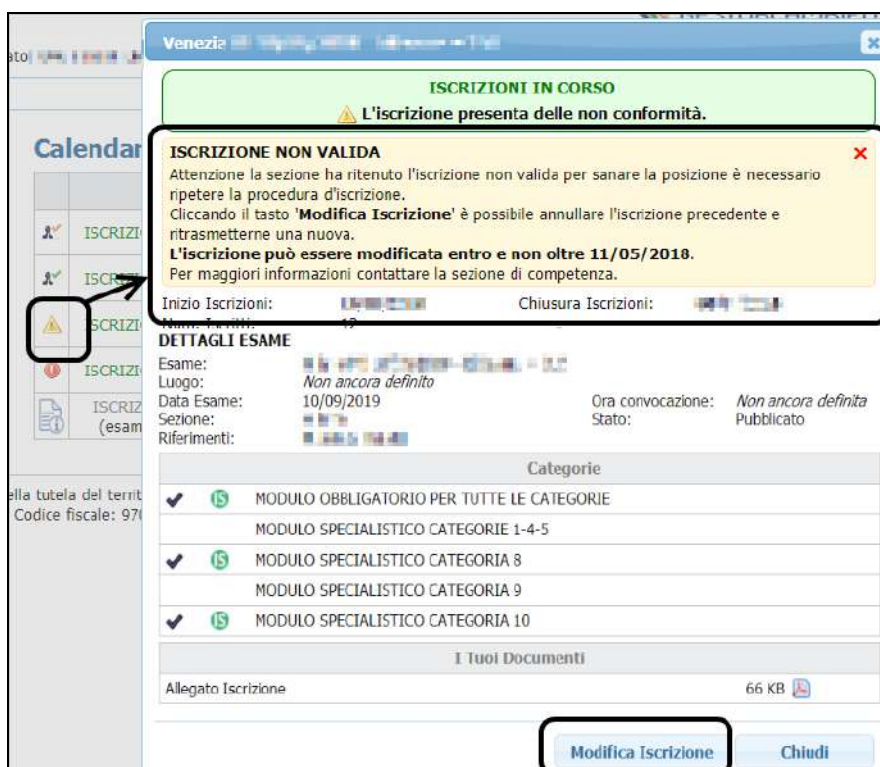 Venezia
ISCRIZIONI IN CORSO
L'iscrizione presenta delle non conformità.
Calendar
ISCRIZIONE NON VALIDA
Attenzione la sezione ha ritenuto l'iscrizione non valida per sanare la posizione è necessario
ripetere la procedura d'iscrizione.
Cliccando il tasto 'Modifica Iscrizione' è possibile annullare l'iscrizione precedente e
ritrasmetterne una nuova.
L'iscrizione può essere modificata entro e non oltre 11/05/2018.
Per maggiori informazioni contattare la sezione di competenza.
ISCRIZI
ISCRIZI
ISCRIZI
ISCRIZI
ISCRIZ
(esam
Inizio Iscrizioni: Chiusura Iscrizioni:
DETTAGLI ESAME
Esame:
Luogo: Non ancora definito
Data Esame: 10/09/2019 Ora convocazione: Non ancora definita
Sezione: Stato: Pubblicato
Riferimenti:
Categorie
IS MODULO OBBLIGATORIO PER TUTTE LE CATEGORIE
MODULO SPECIALISTICO CATEGORIE 1-4-5
IS MODULO SPECIALISTICO CATEGORIA 8
MODULO SPECIALISTICO CATEGORIA 9
IS MODULO SPECIALISTICO CATEGORIA 10
ella tutela del territ
Codice fiscale: 970
I Tuoi Documenti
Allegato Iscrizione 66 KB
Modifica Iscrizione Chiudi